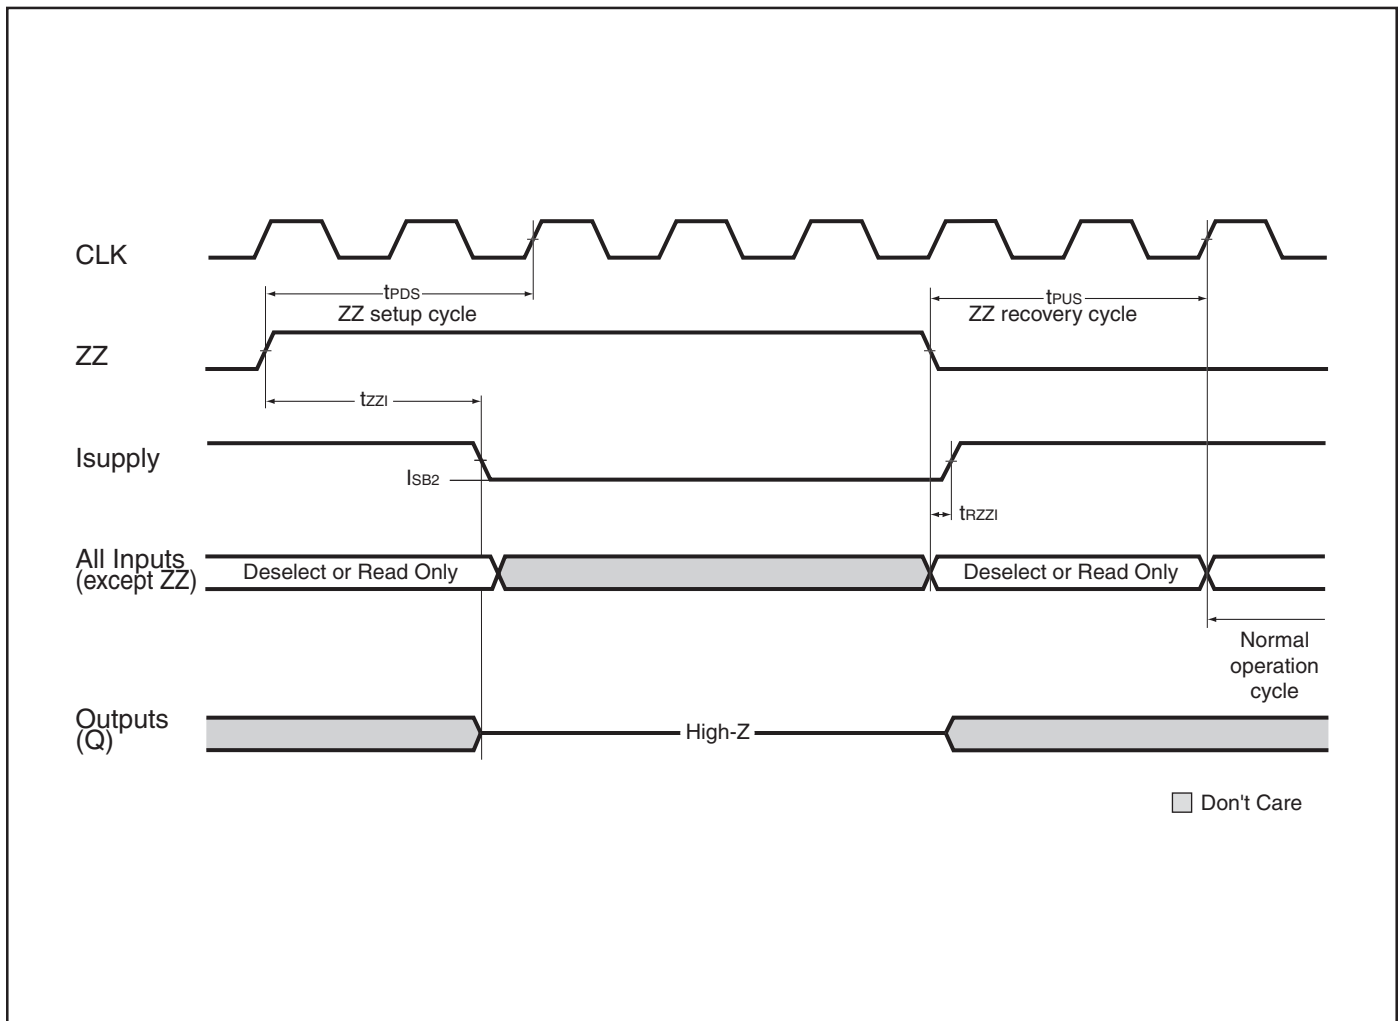 CLK
tPDS
ZZ setup cycle
tPUS
ZZ recovery cycle
ZZ
tZZI
Isupply
ISB2
tRZZI
All Inputs
(except ZZ)
Deselect or Read Only
Deselect or Read Only
Normal
operation
cycle
Outputs
(Q)
High-Z
Don't Care